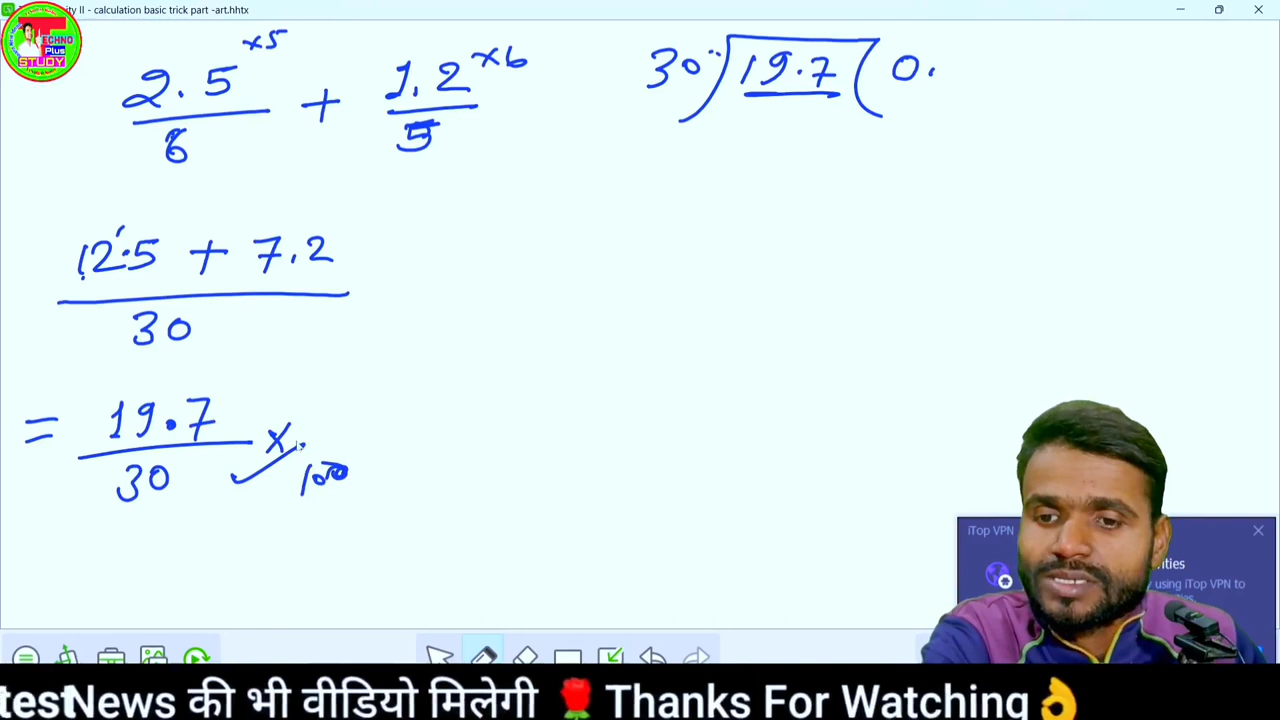 ity II - calculation basic trick part -art.hhtx
TECHNO
Plus
STUDY
2.5 ×5 / 6 + 1.2 ×6 / 5
30 ) 19.7 ( 0.
12.5 + 7.2 / 30
= 19.7 / 30 ×
100
iTop VPN
ities
using iTop VPN to
testNews की भी वीडियो मिलेगी 🌹 Thanks For Watching👌